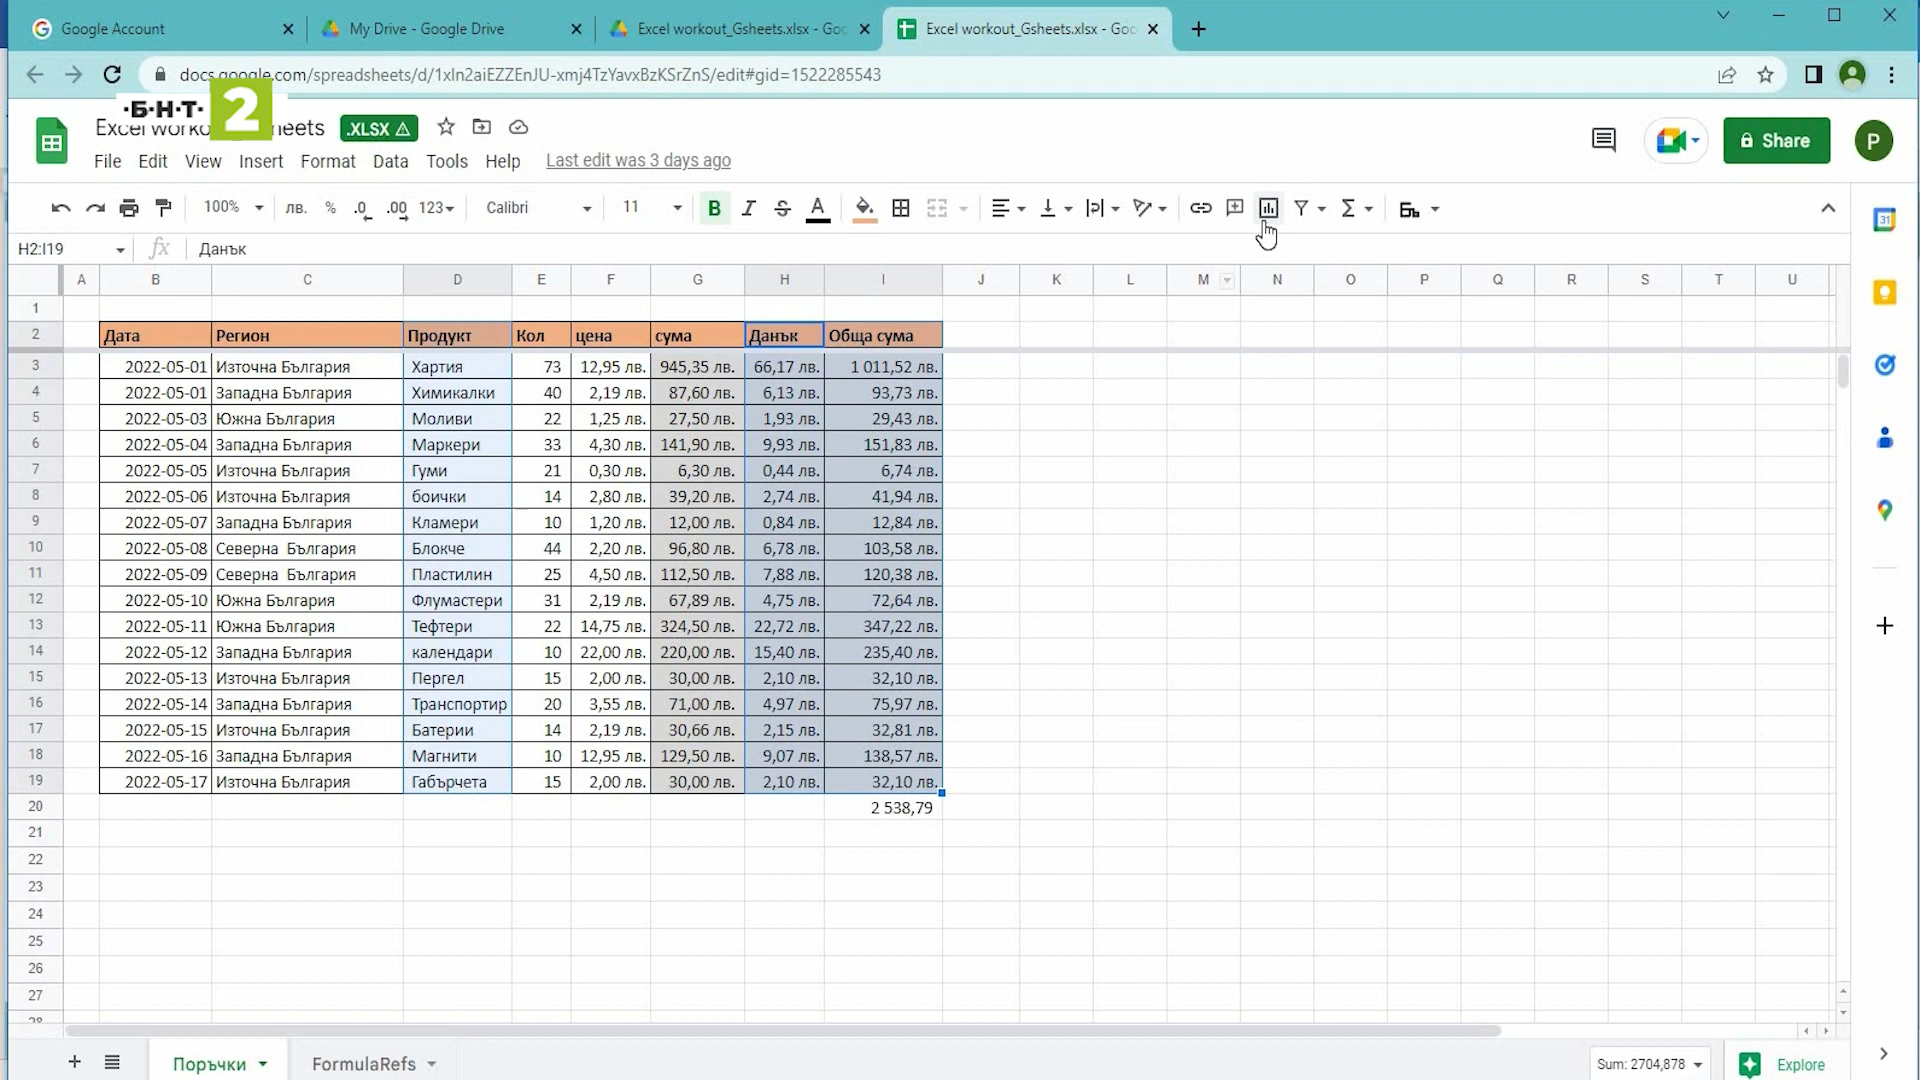 Google Account
My Drive - Google Drive
Excel workout_Gsheets.xlsx - Goo
Excel workout_Gsheets.xlsx - Goo
docs.google.com/spreadsheets/d/1xIn2aiEZZEnJU-xmj4TzYavxBzKSrZnS/edit#gid=1522285543
·Б·Н·Т· 2
Excel workout_Gsheets .XLSX
Share
P
File Edit View Insert Format Data Tools Help Last edit was 3 days ago
100% лв. % .0 .00 123 Calibri 11 B I S A Σ Бъ
31
H2:I19 fx Данък
A B C D E F G H I J K L M N O P Q R S T U
1
2 Дата Регион Продукт Кол цена сума Данък Обща сума
3 2022-05-01 Източна България Хартия 73 12,95 лв. 945,35 лв. 66,17 лв. 1 011,52 лв.
4 2022-05-01 Западна България Химикалки 40 2,19 лв. 87,60 лв. 6,13 лв. 93,73 лв.
5 2022-05-03 Южна България Моливи 22 1,25 лв. 27,50 лв. 1,93 лв. 29,43 лв.
6 2022-05-04 Западна България Маркери 33 4,30 лв. 141,90 лв. 9,93 лв. 151,83 лв.
7 2022-05-05 Източна България Гуми 21 0,30 лв. 6,30 лв. 0,44 лв. 6,74 лв.
8 2022-05-06 Източна България боички 14 2,80 лв. 39,20 лв. 2,74 лв. 41,94 лв.
9 2022-05-07 Западна България Кламери 10 1,20 лв. 12,00 лв. 0,84 лв. 12,84 лв.
10 2022-05-08 Северна  България Блокче 44 2,20 лв. 96,80 лв. 6,78 лв. 103,58 лв.
11 2022-05-09 Северна  България Пластилин 25 4,50 лв. 112,50 лв. 7,88 лв. 120,38 лв.
12 2022-05-10 Южна България Флумастери 31 2,19 лв. 67,89 лв. 4,75 лв. 72,64 лв.
13 2022-05-11 Южна България Тефтери 22 14,75 лв. 324,50 лв. 22,72 лв. 347,22 лв.
14 2022-05-12 Западна България календари 10 22,00 лв. 220,00 лв. 15,40 лв. 235,40 лв.
15 2022-05-13 Източна България Пергел 15 2,00 лв. 30,00 лв. 2,10 лв. 32,10 лв.
16 2022-05-14 Западна България Транспортир 20 3,55 лв. 71,00 лв. 4,97 лв. 75,97 лв.
17 2022-05-15 Източна България Батерии 14 2,19 лв. 30,66 лв. 2,15 лв. 32,81 лв.
18 2022-05-16 Западна България Магнити 10 12,95 лв. 129,50 лв. 9,07 лв. 138,57 лв.
19 2022-05-17 Източна България Габърчета 15 2,00 лв. 30,00 лв. 2,10 лв. 32,10 лв.
20 2 538,79
21
22
23
24
25
26
27
28
Поръчки FormulaRefs Sum: 2704,878 Explore